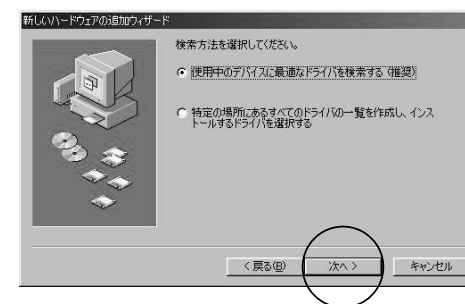 新しいハードウェアの追加ウィザード
検索方法を選択してください。
使用中のデバイスに最適なドライバを検索する (推奨)
特定の場所にあるすべてのドライバの一覧を作成し、インス
トールするドライバを選択する
< 戻る(B)
次へ >
キャンセル